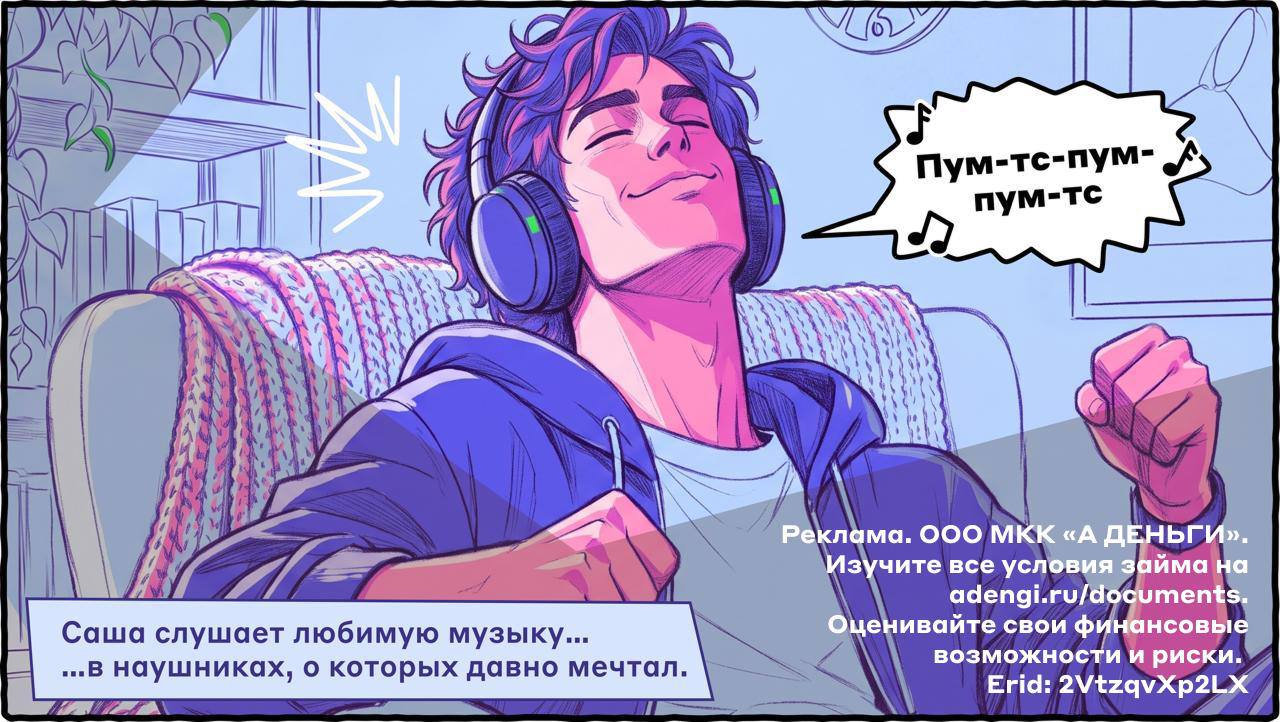 Пум-тс-пум-
пум-тс
Реклама. ООО МКК «А ДЕНЬГИ».
Изучите все условия займа на
adengi.ru/documents.
Оценивайте свои финансовые
возможности и риски.
Erid: 2VtzqvXp2LX
Саша слушает любимую музыку...
...в наушниках, о которых давно мечтал.